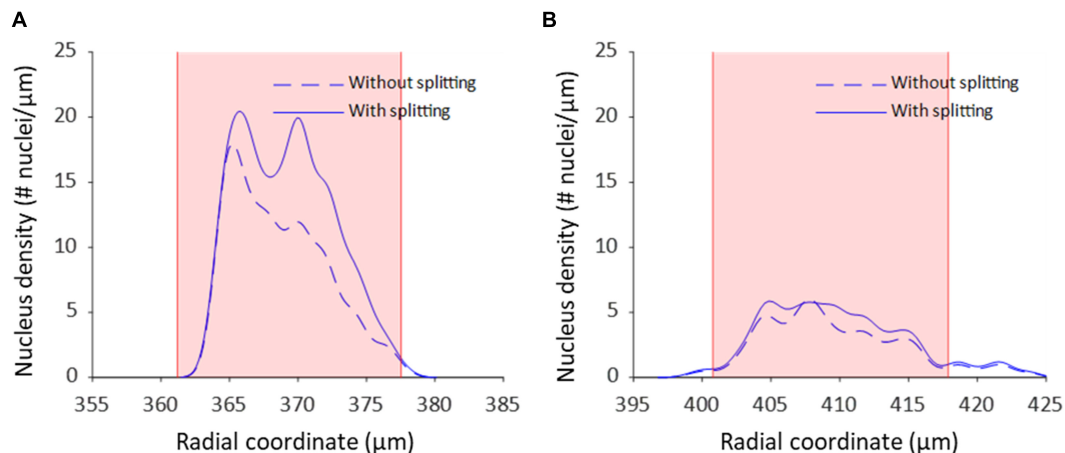 A
Nucleus density (# nuclei/μm)
25
20
15
10
5
0
Without splitting
With splitting
355 360 365 370 375 380 385
Radial coordinate (μm)
B
Nucleus density (# nuclei/μm)
25
20
15
10
5
0
Without splitting
With splitting
395 400 405 410 415 420 425
Radial coordinate (μm)